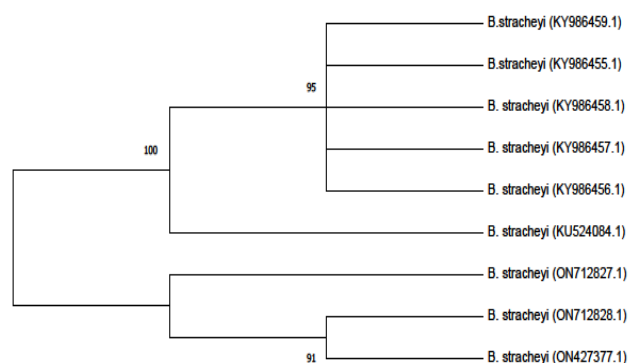 B.stracheyi (KY986459.1)
B.stracheyi (KY986455.1)
95
B. stracheyi (KY986458.1)
B. stracheyi (KY986457.1)
100
B. stracheyi (KY986456.1)
B. stracheyi (KU524084.1)
B. stracheyi (ON712827.1)
B. stracheyi (ON712828.1)
91
B. stracheyi (ON427377.1)